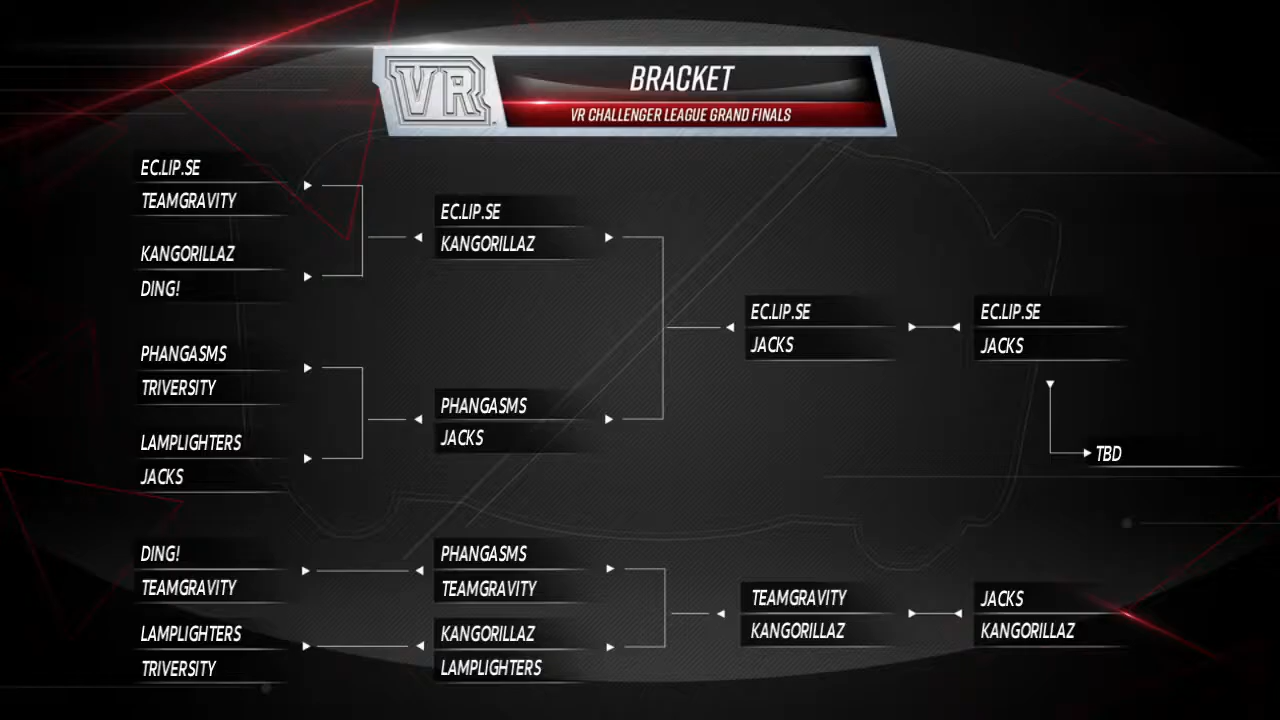 VR
BRACKET
VR CHALLENGER LEAGUE GRAND FINALS
EC.LIP.SE
TEAMGRAVITY
KANGORILLAZ
DING!
PHANGASMS
TRIVERSITY
LAMPLIGHTERS
JACKS
EC.LIP.SE
KANGORILLAZ
PHANGASMS
JACKS
EC.LIP.SE
JACKS
EC.LIP.SE
JACKS
TBD
DING!
TEAMGRAVITY
LAMPLIGHTERS
TRIVERSITY
PHANGASMS
TEAMGRAVITY
KANGORILLAZ
LAMPLIGHTERS
TEAMGRAVITY
KANGORILLAZ
JACKS
KANGORILLAZ